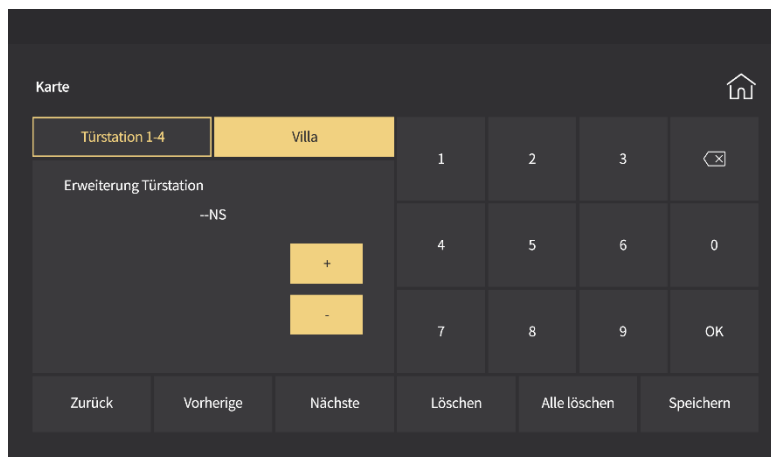 Karte
Türstation 1-4
Villa
Erweiterung Türstation
--NS
+
-
1 2 3
4 5 6 0
7 8 9 OK
Zurück Vorherige Nächste Löschen Alle löschen Speichern